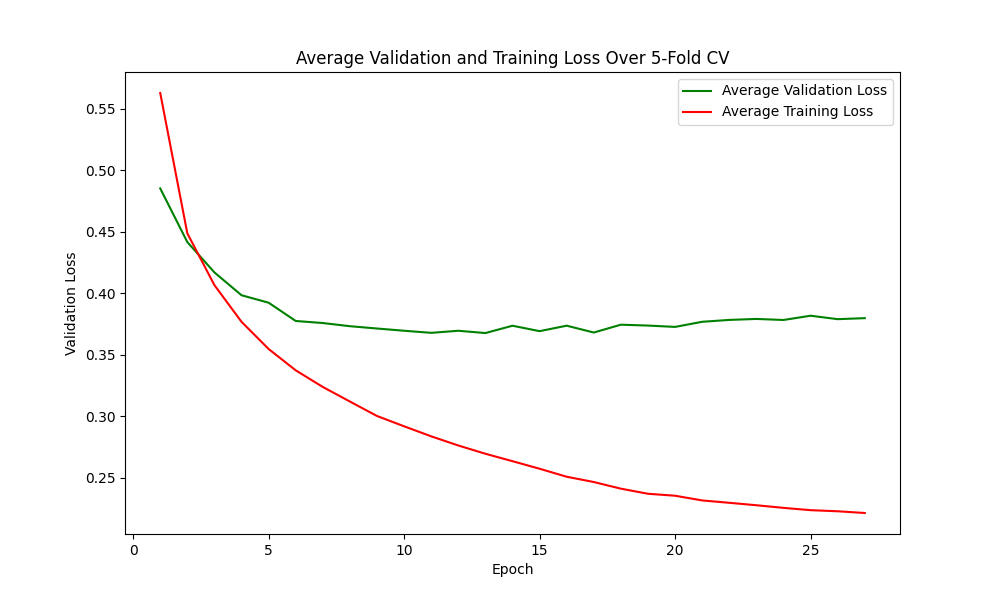 Average Validation and Training Loss Over 5-Fold CV
Average Validation Loss
Average Training Loss
0.55
0.50
0.45
0.40
0.35
0.30
0.25
Validation Loss
0
5
10
15
20
25
Epoch